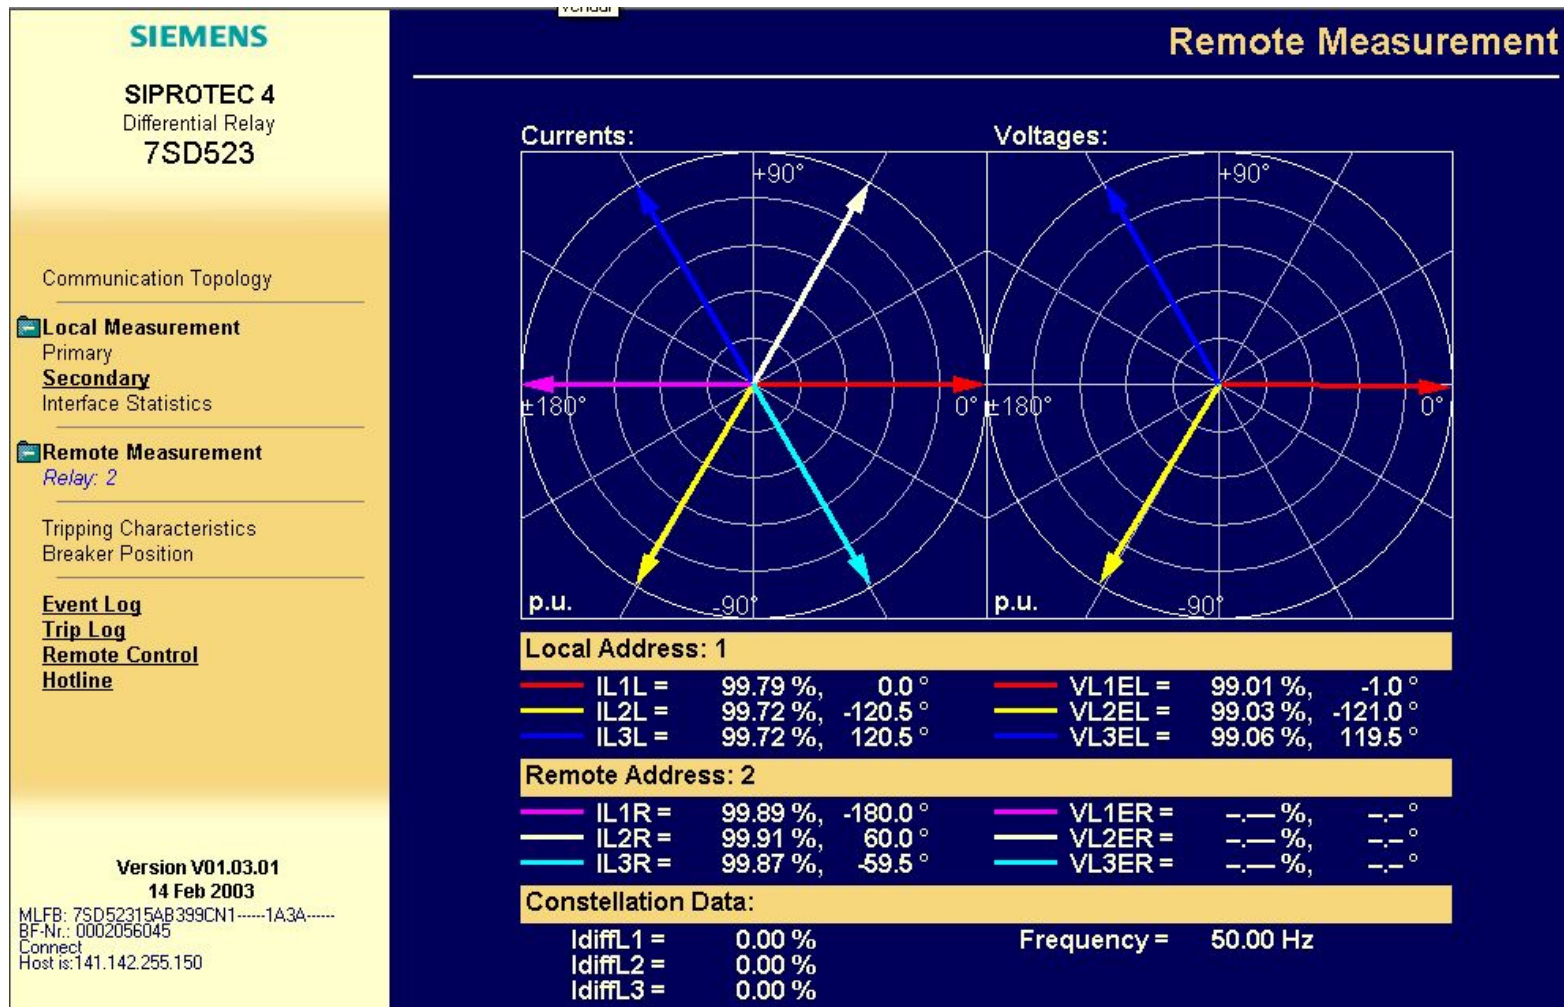 vendor
SIEMENS
SIPROTEC 4
Differential Relay
7SD523
Communication Topology
Local Measurement
Primary
Secondary
Interface Statistics
Remote Measurement
Relay: 2
Tripping Characteristics
Breaker Position
Event Log
Trip Log
Remote Control
Hotline
Version V01.03.01
14 Feb 2003
MLFB: 7SD52315AB399CN1------1A3A------
BF-Nr.: 0002056045
Connect
Host is:141.142.255.150
Remote Measurement
Currents:
+90°
±180°
0°
-90°
p.u.
Voltages:
+90°
±180°
0°
-90°
p.u.
Local Address: 1
IL1L = 99.79 %, 0.0 ° VL1EL = 99.01 %, -1.0 °
IL2L = 99.72 %, -120.5 ° VL2EL = 99.03 %, -121.0 °
IL3L = 99.72 %, 120.5 ° VL3EL = 99.06 %, 119.5 °
Remote Address: 2
IL1R = 99.89 %, -180.0 ° VL1ER = –.–– %, –.– °
IL2R = 99.91 %, 60.0 ° VL2ER = –.–– %, –.– °
IL3R = 99.87 %, -59.5 ° VL3ER = –.–– %, –.– °
Constellation Data:
IdiffL1 = 0.00 % Frequency = 50.00 Hz
IdiffL2 = 0.00 %
IdiffL3 = 0.00 %